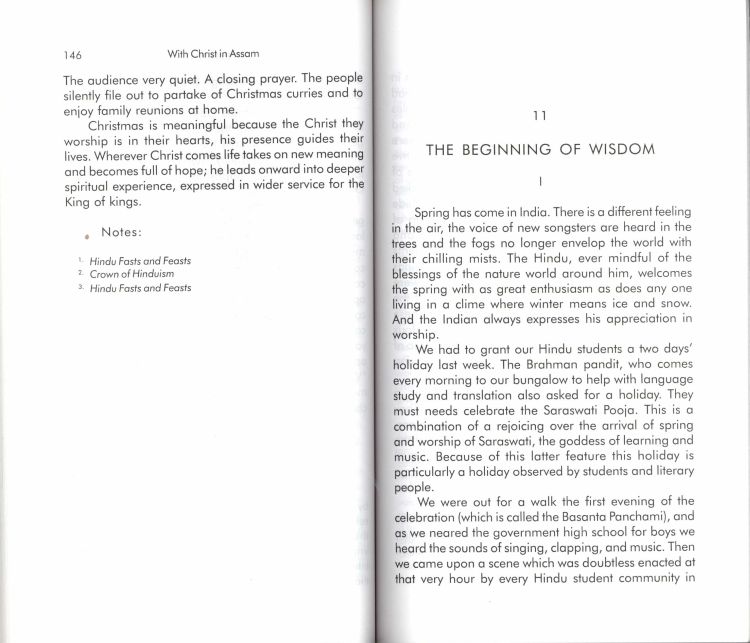 146 With Christ in Assam
The audience very quiet. A closing prayer. The people
silently file out to partake of Christmas curries and to
enjoy family reunions at home.
Christmas is meaningful because the Christ they
worship is in their hearts, his presence guides their
lives. Wherever Christ comes life takes on new meaning
and becomes full of hope; he leads onward into deeper
spiritual experience, expressed in wider service for the
King of kings.
Notes:
1. Hindu Fasts and Feasts
2. Crown of Hinduism
3. Hindu Fasts and Feasts
11
THE BEGINNING OF WISDOM
I
Spring has come in India. There is a different feeling
in the air, the voice of new songsters are heard in the
trees and the fogs no longer envelop the world with
their chilling mists. The Hindu, ever mindful of the
blessings of the nature world around him, welcomes
the spring with as great enthusiasm as does any one
living in a clime where winter means ice and snow.
And the Indian always expresses his appreciation in
worship.
We had to grant our Hindu students a two days'
holiday last week. The Brahman pandit, who comes
every morning to our bungalow to help with language
study and translation also asked for a holiday. They
must needs celebrate the Saraswati Pooja. This is a
combination of a rejoicing over the arrival of spring
and worship of Saraswati, the goddess of learning and
music. Because of this latter feature this holiday is
particularly a holiday observed by students and literary
people.
We were out for a walk the first evening of the
celebration (which is called the Basanta Panchami), and
as we neared the government high school for boys we
heard the sounds of singing, clapping, and music. Then
we came upon a scene which was doubtless enacted at
that very hour by every Hindu student community in